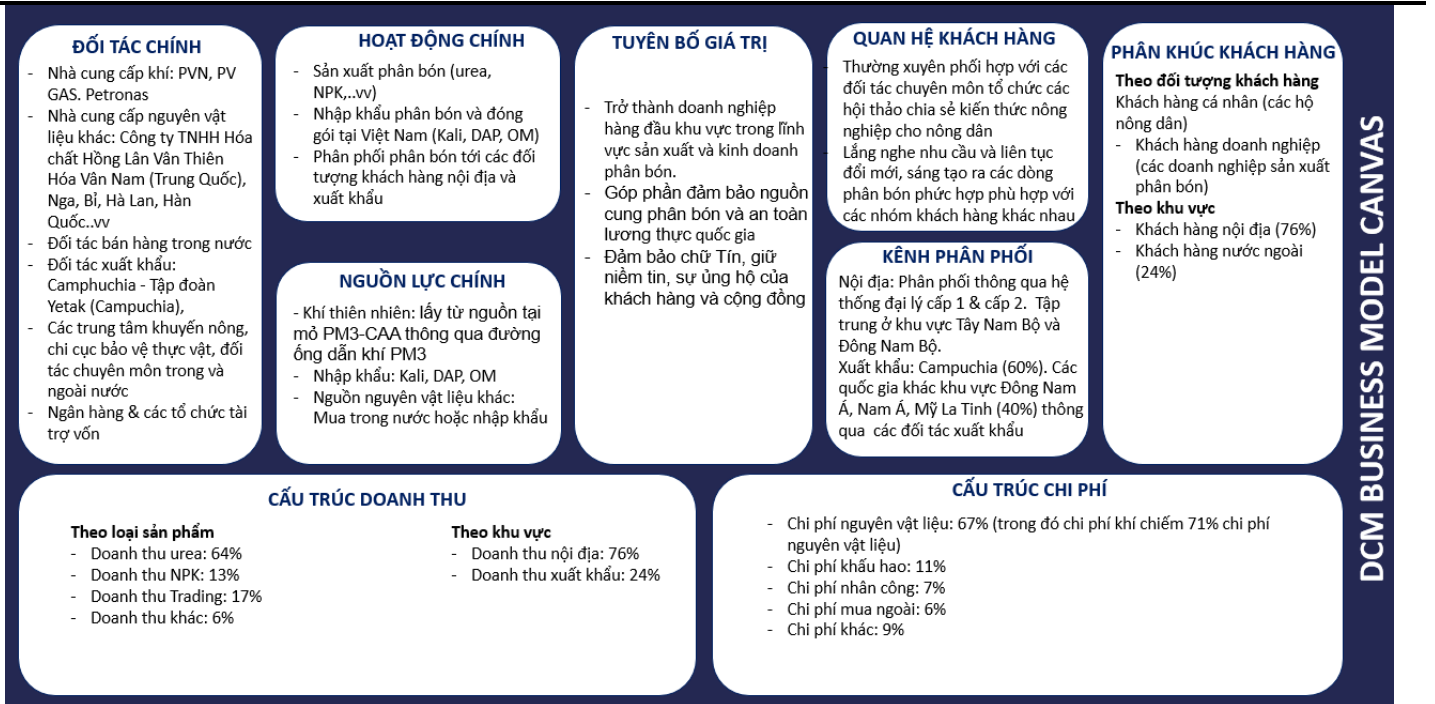 ĐỐI TÁC CHÍNH
- Nhà cung cấp khí: PVN, PV
GAS. Petronas
- Nhà cung cấp nguyên vật
liệu khác: Công ty TNHH Hóa
chất Hồng Lân Vân Thiên
Hóa Vân Nam (Trung Quốc),
Nga, Bỉ, Hà Lan, Hàn
Quốc..vv
- Đối tác bán hàng trong nước
- Đối tác xuất khẩu:
Camphuchia - Tập đoàn
Yetak (Campuchia),
- Các trung tâm khuyến nông,
chi cục bảo vệ thực vật, đối
tác chuyên môn trong và
ngoài nước
- Ngân hàng & các tổ chức tài
trợ vốn
HOẠT ĐỘNG CHÍNH
- Sản xuất phân bón (urea,
NPK,..vv)
- Nhập khẩu phân bón và đóng
gói tại Việt Nam (Kali, DAP, OM)
- Phân phối phân bón tới các đối
tượng khách hàng nội địa và
xuất khẩu
NGUỒN LỰC CHÍNH
- Khí thiên nhiên: lấy từ nguồn tại
mỏ PM3-CAA thông qua đường
ống dẫn khí PM3
- Nhập khẩu: Kali, DAP, OM
- Nguồn nguyên vật liệu khác:
Mua trong nước hoặc nhập khẩu
TUYÊN BỐ GIÁ TRỊ
- Trở thành doanh nghiệp
hàng đầu khu vực trong lĩnh
vực sản xuất và kinh doanh
phân bón.
- Góp phần đảm bảo nguồn
cung phân bón và an toàn
lương thực quốc gia
- Đảm bảo chữ Tín, giữ
niềm tin, sự ủng hộ của
khách hàng và cộng đồng
QUAN HỆ KHÁCH HÀNG
- Thường xuyên phối hợp với các
đối tác chuyên môn tổ chức các
hội thảo chia sẻ kiến thức nông
nghiệp cho nông dân
- Lắng nghe nhu cầu và liên tục
đổi mới, sáng tạo ra các dòng
phân bón phức hợp phù hợp với
các nhóm khách hàng khác nhau
KÊNH PHÂN PHỐI
Nội địa: Phân phối thông qua hệ
thống đại lý cấp 1 & cấp 2. Tập
trung ở khu vực Tây Nam Bộ và
Đông Nam Bộ.
Xuất khẩu: Campuchia (60%). Các
quốc gia khác khu vực Đông Nam
Á, Nam Á, Mỹ La Tinh (40%) thông
qua các đối tác xuất khẩu
PHÂN KHÚC KHÁCH HÀNG
Theo đối tượng khách hàng
Khách hàng cá nhân (các hộ
nông dân)
- Khách hàng doanh nghiệp
(các doanh nghiệp sản xuất
phân bón)
Theo khu vực
- Khách hàng nội địa (76%)
- Khách hàng nước ngoài
(24%)
DCM BUSINESS MODEL CANVAS
CẤU TRÚC DOANH THU
Theo loại sản phẩm
- Doanh thu urea: 64%
- Doanh thu NPK: 13%
- Doanh thu Trading: 17%
- Doanh thu khác: 6%
Theo khu vực
- Doanh thu nội địa: 76%
- Doanh thu xuất khẩu: 24%
CẤU TRÚC CHI PHÍ
- Chi phí nguyên vật liệu: 67% (trong đó chi phí khí chiếm 71% chi phí
nguyên vật liệu)
- Chi phí khấu hao: 11%
- Chi phí nhân công: 7%
- Chi phí mua ngoài: 6%
- Chi phí khác: 9%